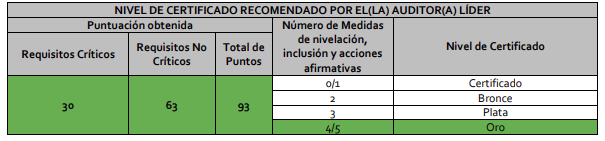 NIVEL DE CERTIFICADO RECOMENDADO POR EL(LA) AUDITOR(A) LÍDER
Puntuación obtenida
Número de Medidas de nivelación, inclusión y acciones afirmativas
Nivel de Certificado
Requisitos Críticos
Requisitos No Críticos
Total de Puntos
30
63
93
0/1 Certificado
2 Bronce
3 Plata
4/5 Oro